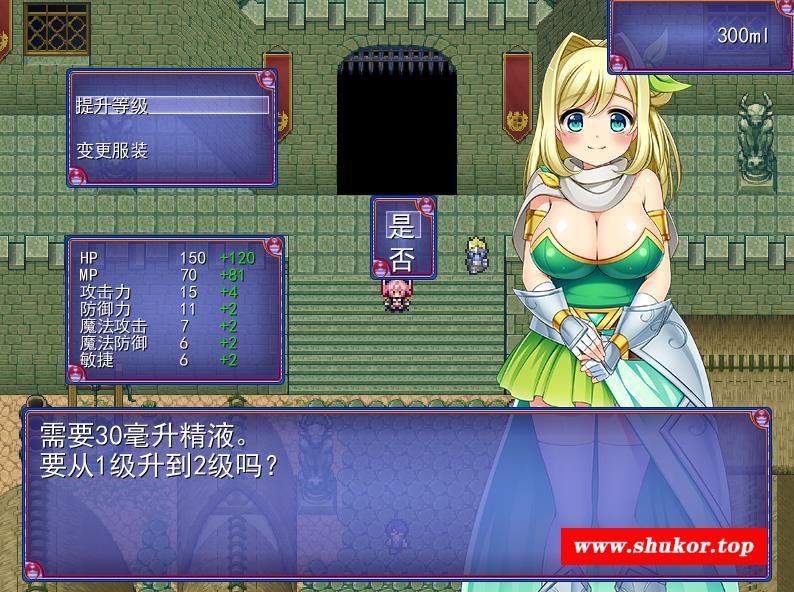 300ml
提升等级
变更服装
是
否
HP 150 +120
MP 70 +81
攻击力 15 +4
防御力 11 +2
魔法攻击 7 +2
魔法防御 6 +2
敏捷 6 +2
需要30毫升精液。
要从1级升到2级吗?
www.shukor.top